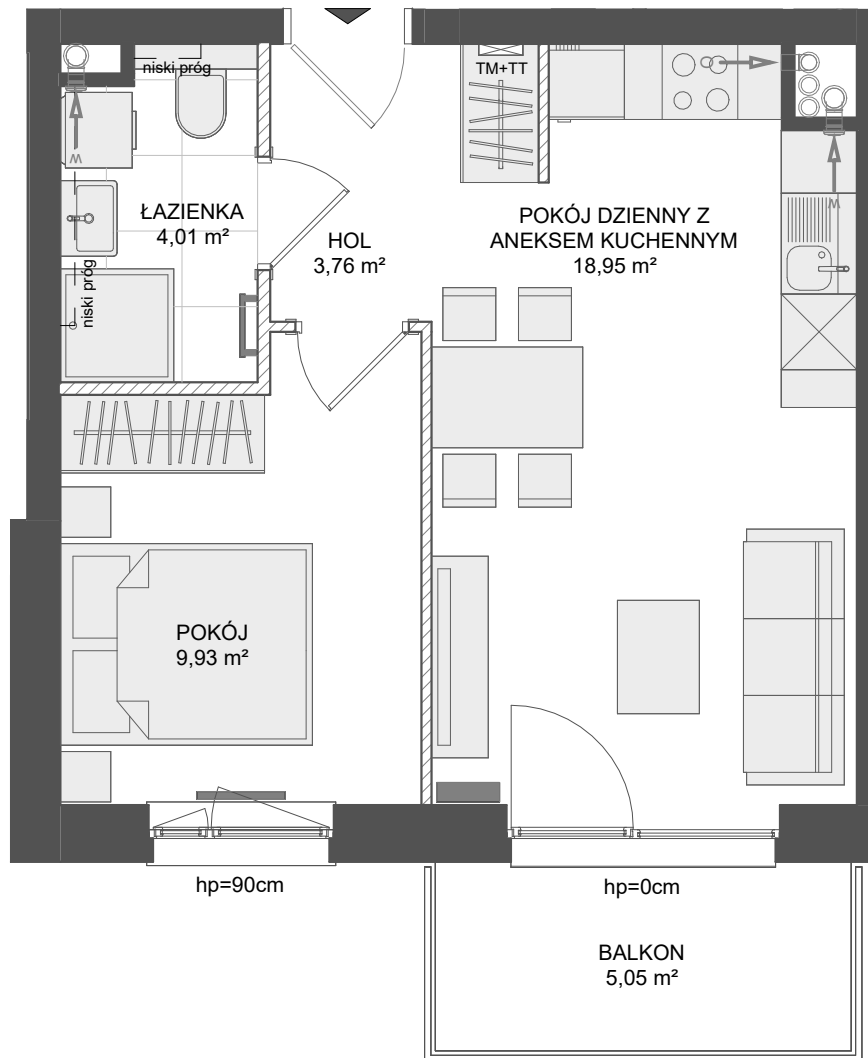 niski próg
TM+TT
W
W
ŁAZIENKA
4,01 m²
HOL
3,76 m²
POKÓJ DZIENNY Z
ANEKSEM KUCHENNYM
18,95 m²
niski próg
POKÓJ
9,93 m²
hp=90cm
hp=0cm
BALKON
5,05 m²